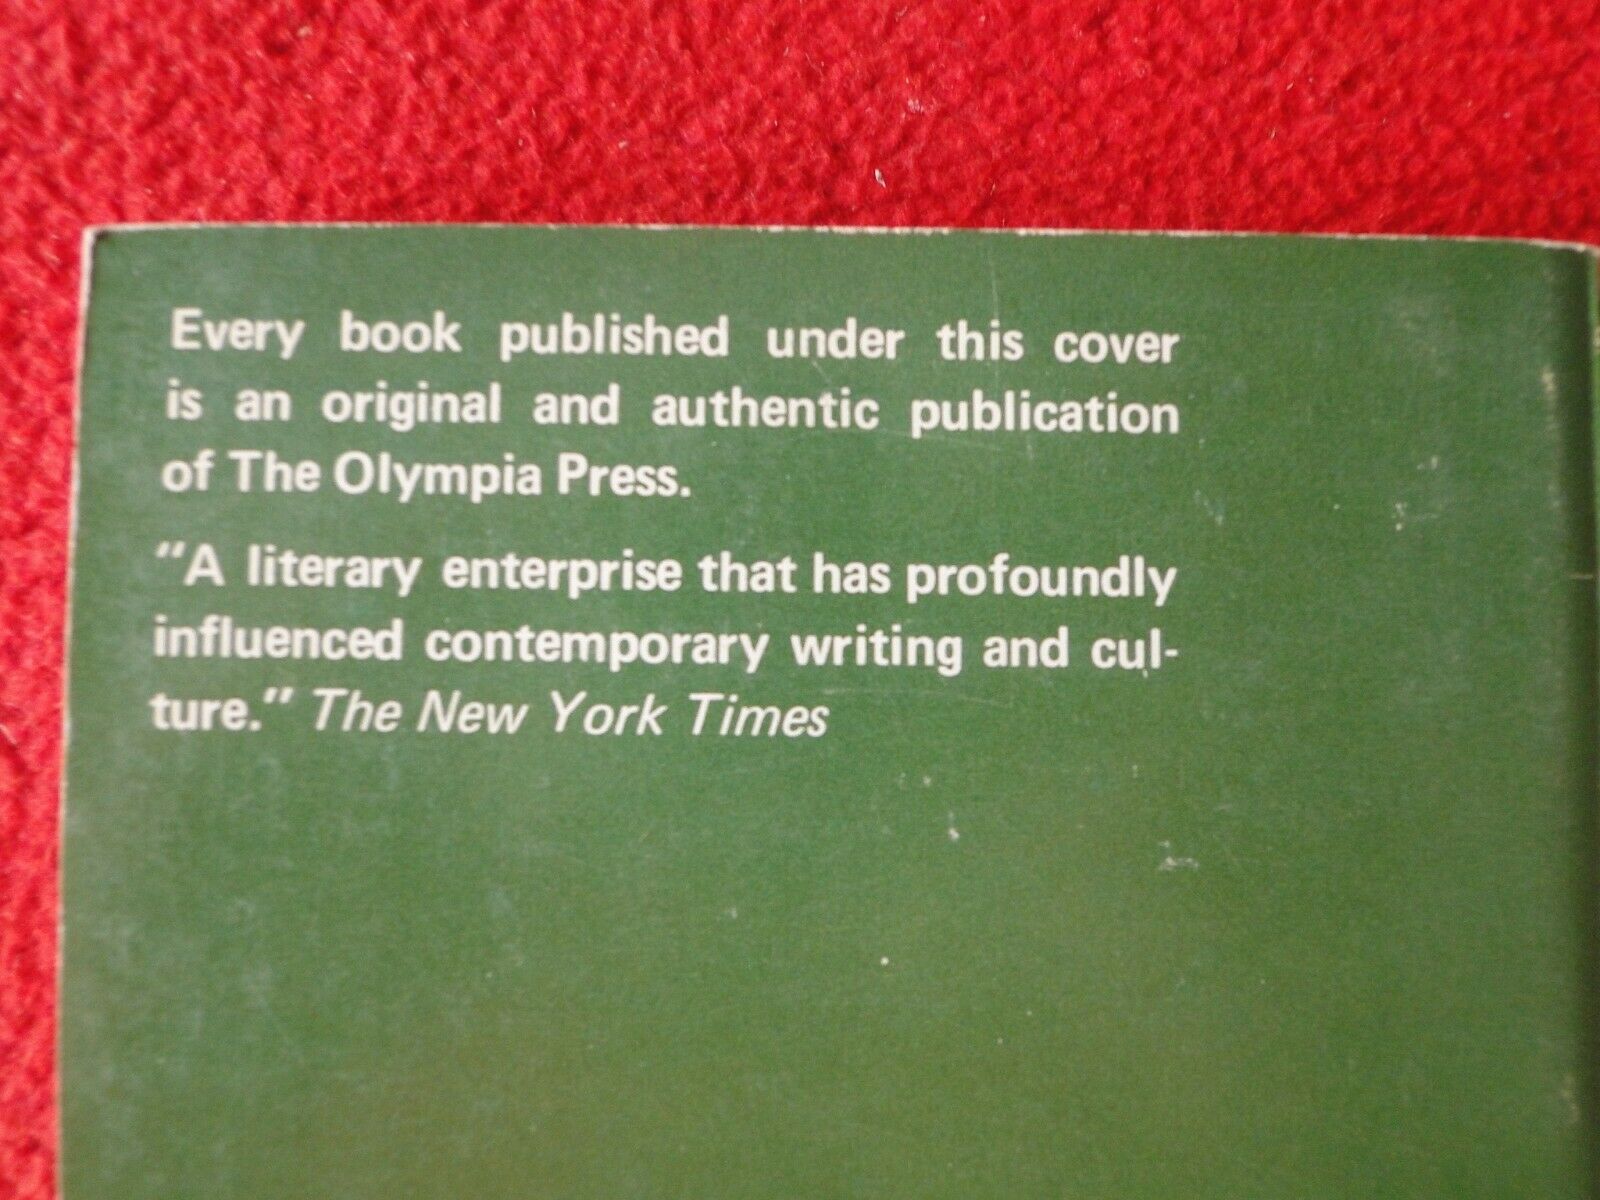 Every book published under this cover
is an original and authentic publication
of The Olympia Press.
"A literary enterprise that has profoundly
influenced contemporary writing and cul-
ture." The New York Times